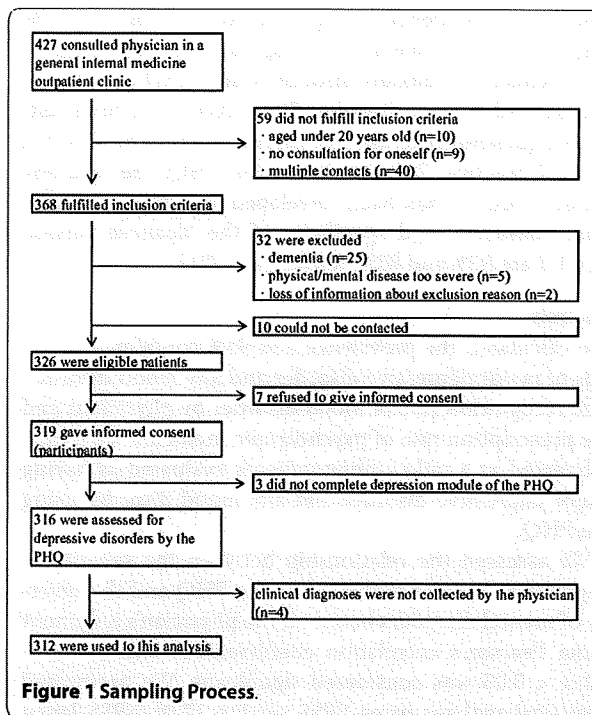 427 consulted physician in a
general internal medicine
outpatient clinic
59 did not fulfill inclusion criteria
· aged under 20 years old (n=10)
· no consultation for oneself (n=9)
· multiple contacts (n=40)
368 fulfilled inclusion criteria
32 were excluded
· dementia (n=25)
· physical/mental disease too severe (n=5)
· loss of information about exclusion reason (n=2)
10 could not be contacted
326 were eligible patients
7 refused to give informed consent
319 gave informed consent
(participants)
3 did not complete depression module of the PHQ
316 were assessed for
depressive disorders by the
PHQ
clinical diagnoses were not collected by the physician
(n=4)
312 were used to this analysis
Figure 1 Sampling Process.